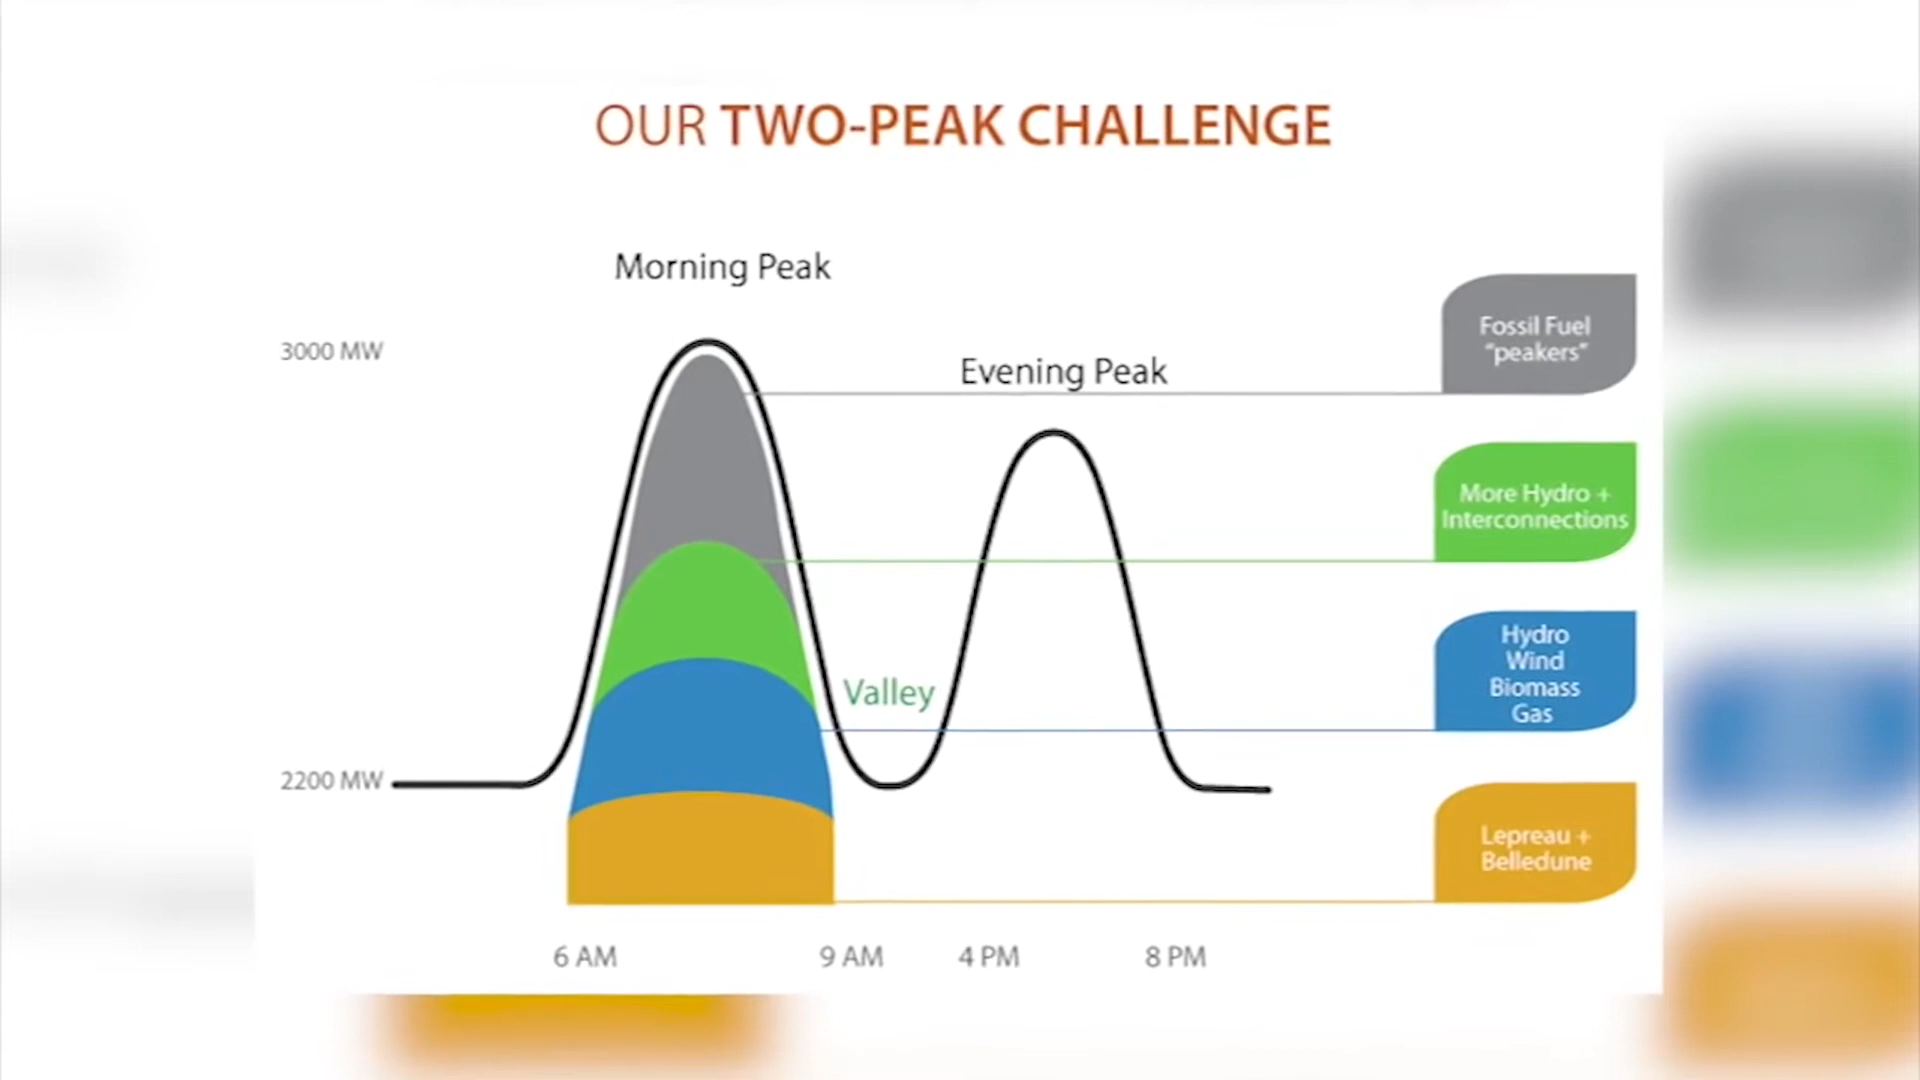 OUR TWO-PEAK CHALLENGE
Morning Peak
3000 MW
Evening Peak
Fossil Fuel
"peakers"
More Hydro +
Interconnections
Hydro
Wind
Biomass
Gas
Valley
2200 MW
Lepreau +
Belledune
6 AM
9 AM
4 PM
8 PM